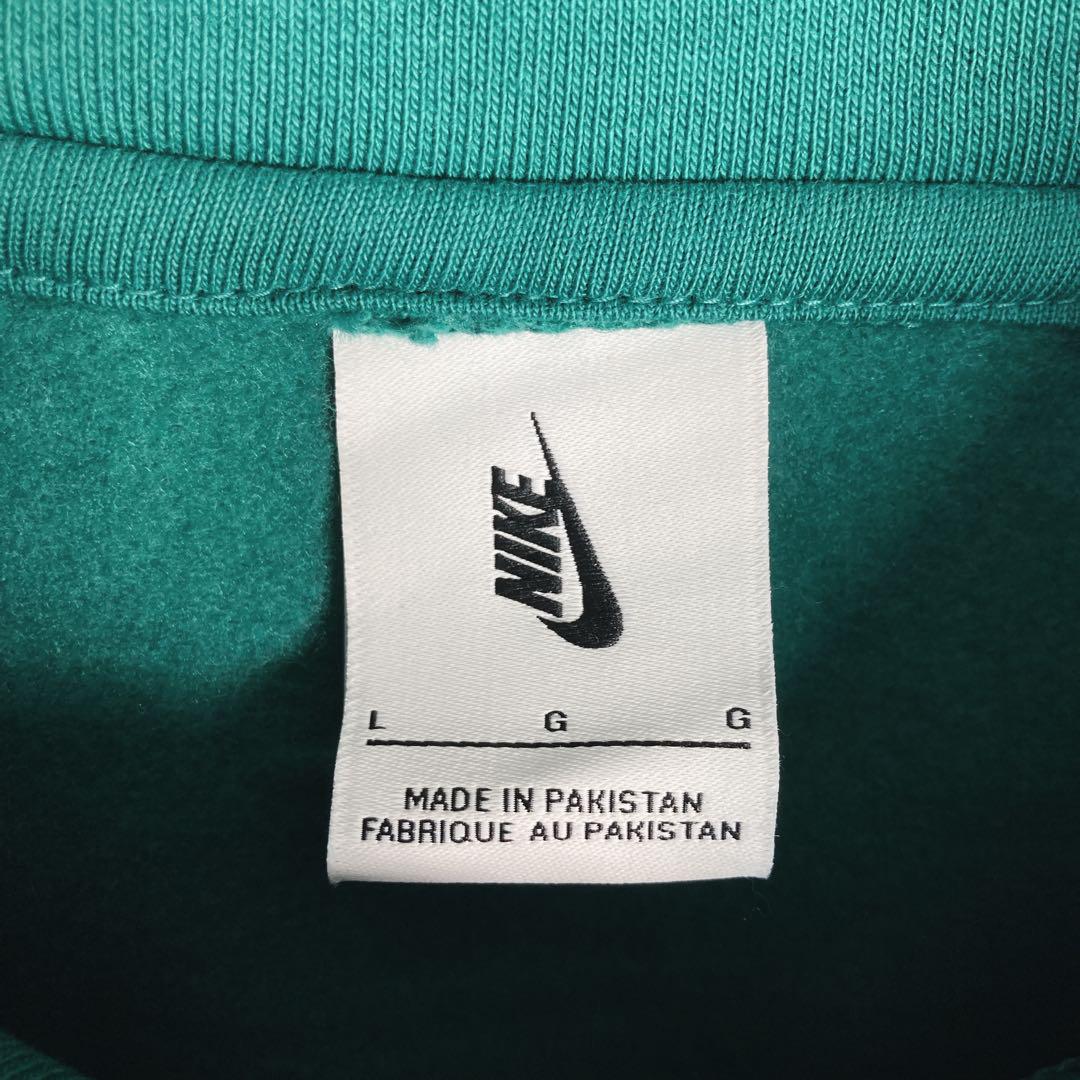 NIKE
L G G
MADE IN PAKISTAN
FABRIQUE AU PAKISTAN